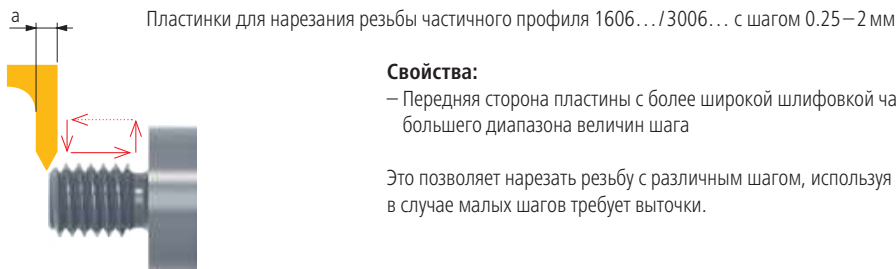 a
Пластинки для нарезания резьбы частичного профиля 1606…/3006… с шагом 0.25–2 мм
Свойства:
– Передняя сторона пластины с более широкой шлифовкой ча
большего диапазона величин шага
Это позволяет нарезать резьбу с различным шагом, используя
в случае малых шагов требует выточки.